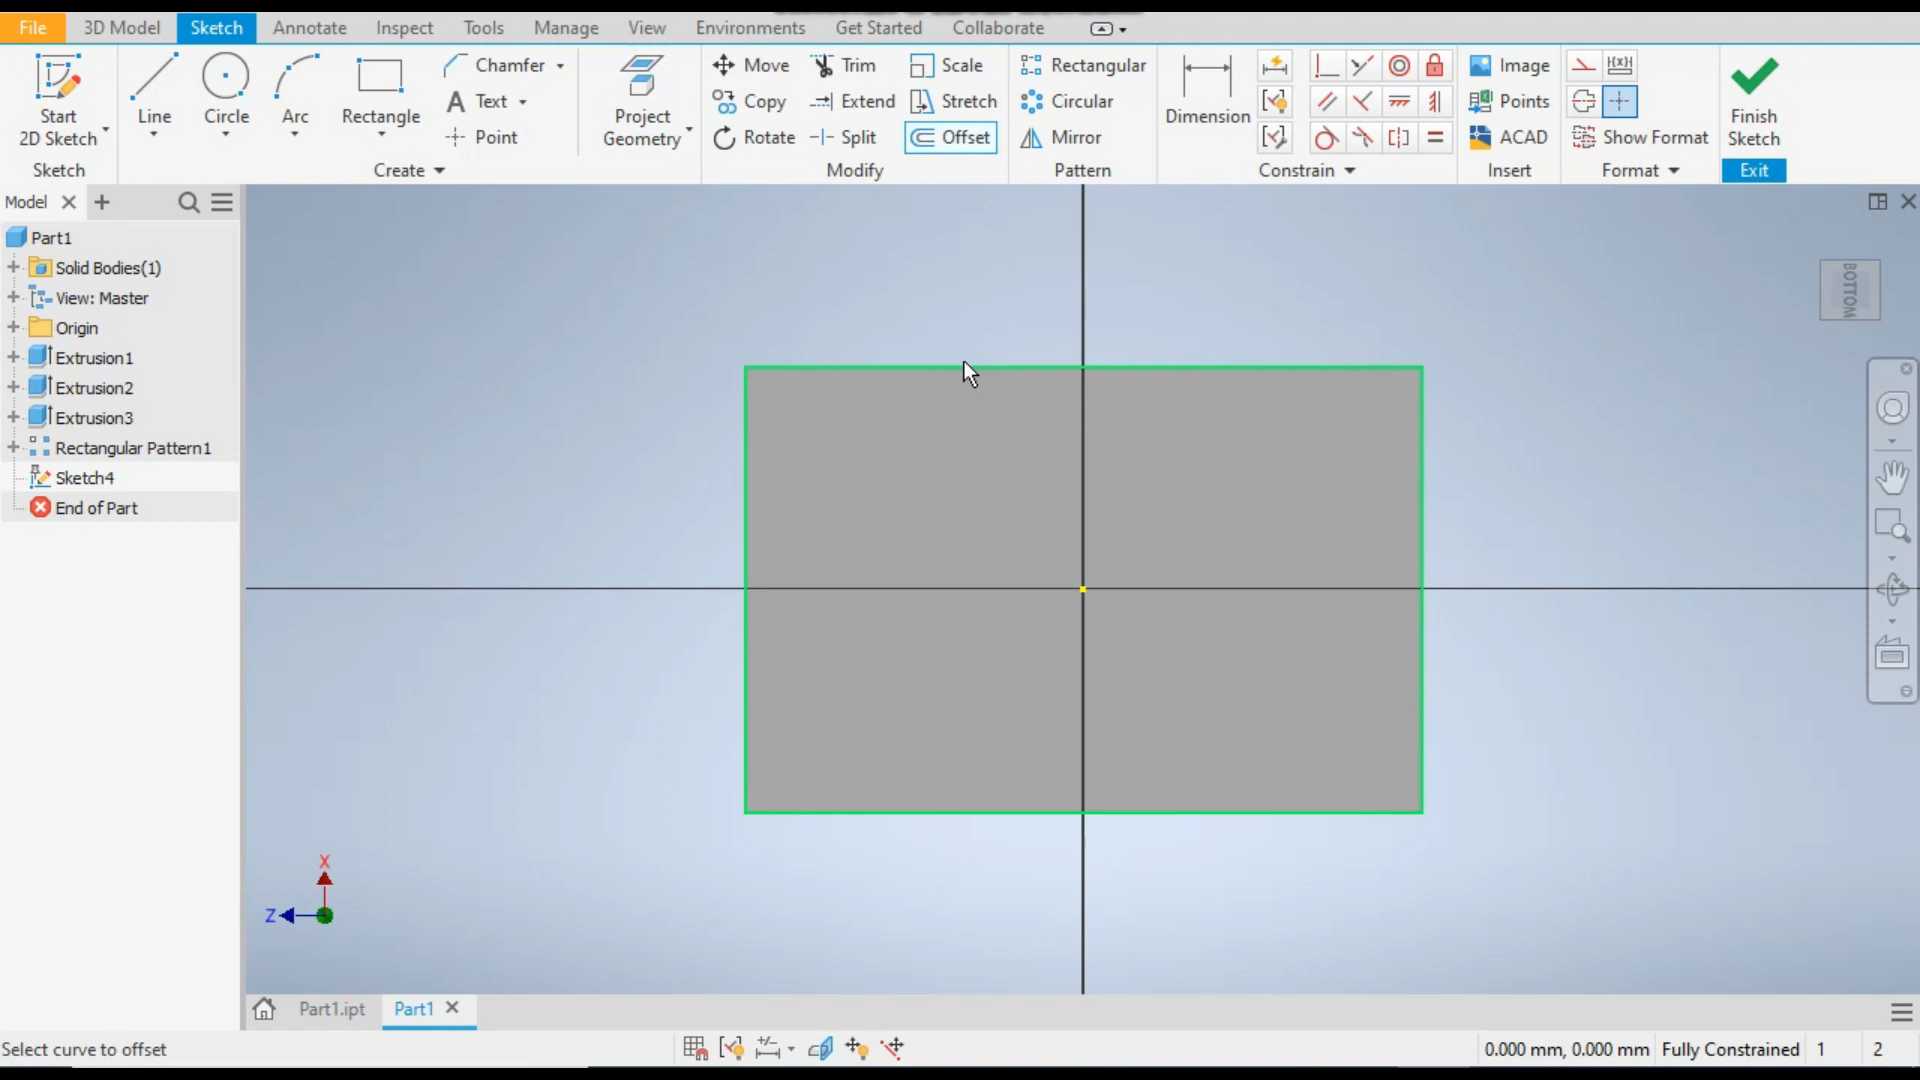 File 3D Model Sketch Annotate Inspect Tools Manage View Environments Get Started Collaborate
Start
2D Sketch
Sketch
Line
Circle
Arc
Rectangle
Chamfer
Text
Point
Create
Project
Geometry
Move Trim Scale
Copy Extend Stretch
Rotate Split Offset
Modify
Rectangular
Circular
Mirror
Pattern
Dimension
Constrain
Image
Points
ACAD
Insert
Show Format
Format
Finish
Sketch
Exit
Model
Part1
Solid Bodies(1)
View: Master
Origin
Extrusion1
Extrusion2
Extrusion3
Rectangular Pattern1
Sketch4
End of Part
BOTTOM
X
Z
Part1.ipt Part1
Select curve to offset
0.000 mm, 0.000 mm Fully Constrained 1 2